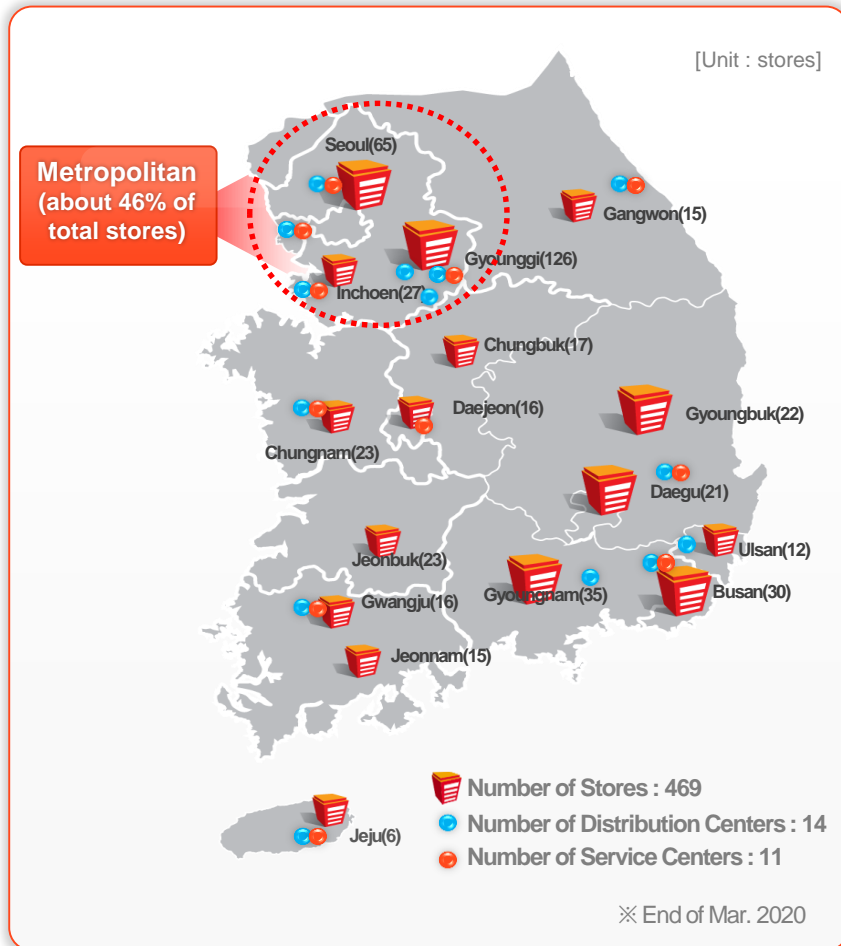 [Unit : stores]
Seoul(65)
Metropolitan
(about 46% of
total stores)
Gangwon(15)
Gyounggi(126)
Inchoen(27)
Chungbuk(17)
Daejeon(16)
Gyoungbuk(22)
Chungnam(23)
Daegu(21)
Ulsan(12)
Jeonbuk(23)
Gyoungnam(35)
Busan(30)
Gwangju(16)
Jeonnam(15)
Number of Stores : 469
Number of Distribution Centers : 14
Jeju(6)
Number of Service Centers : 11
※ End of Mar. 2020